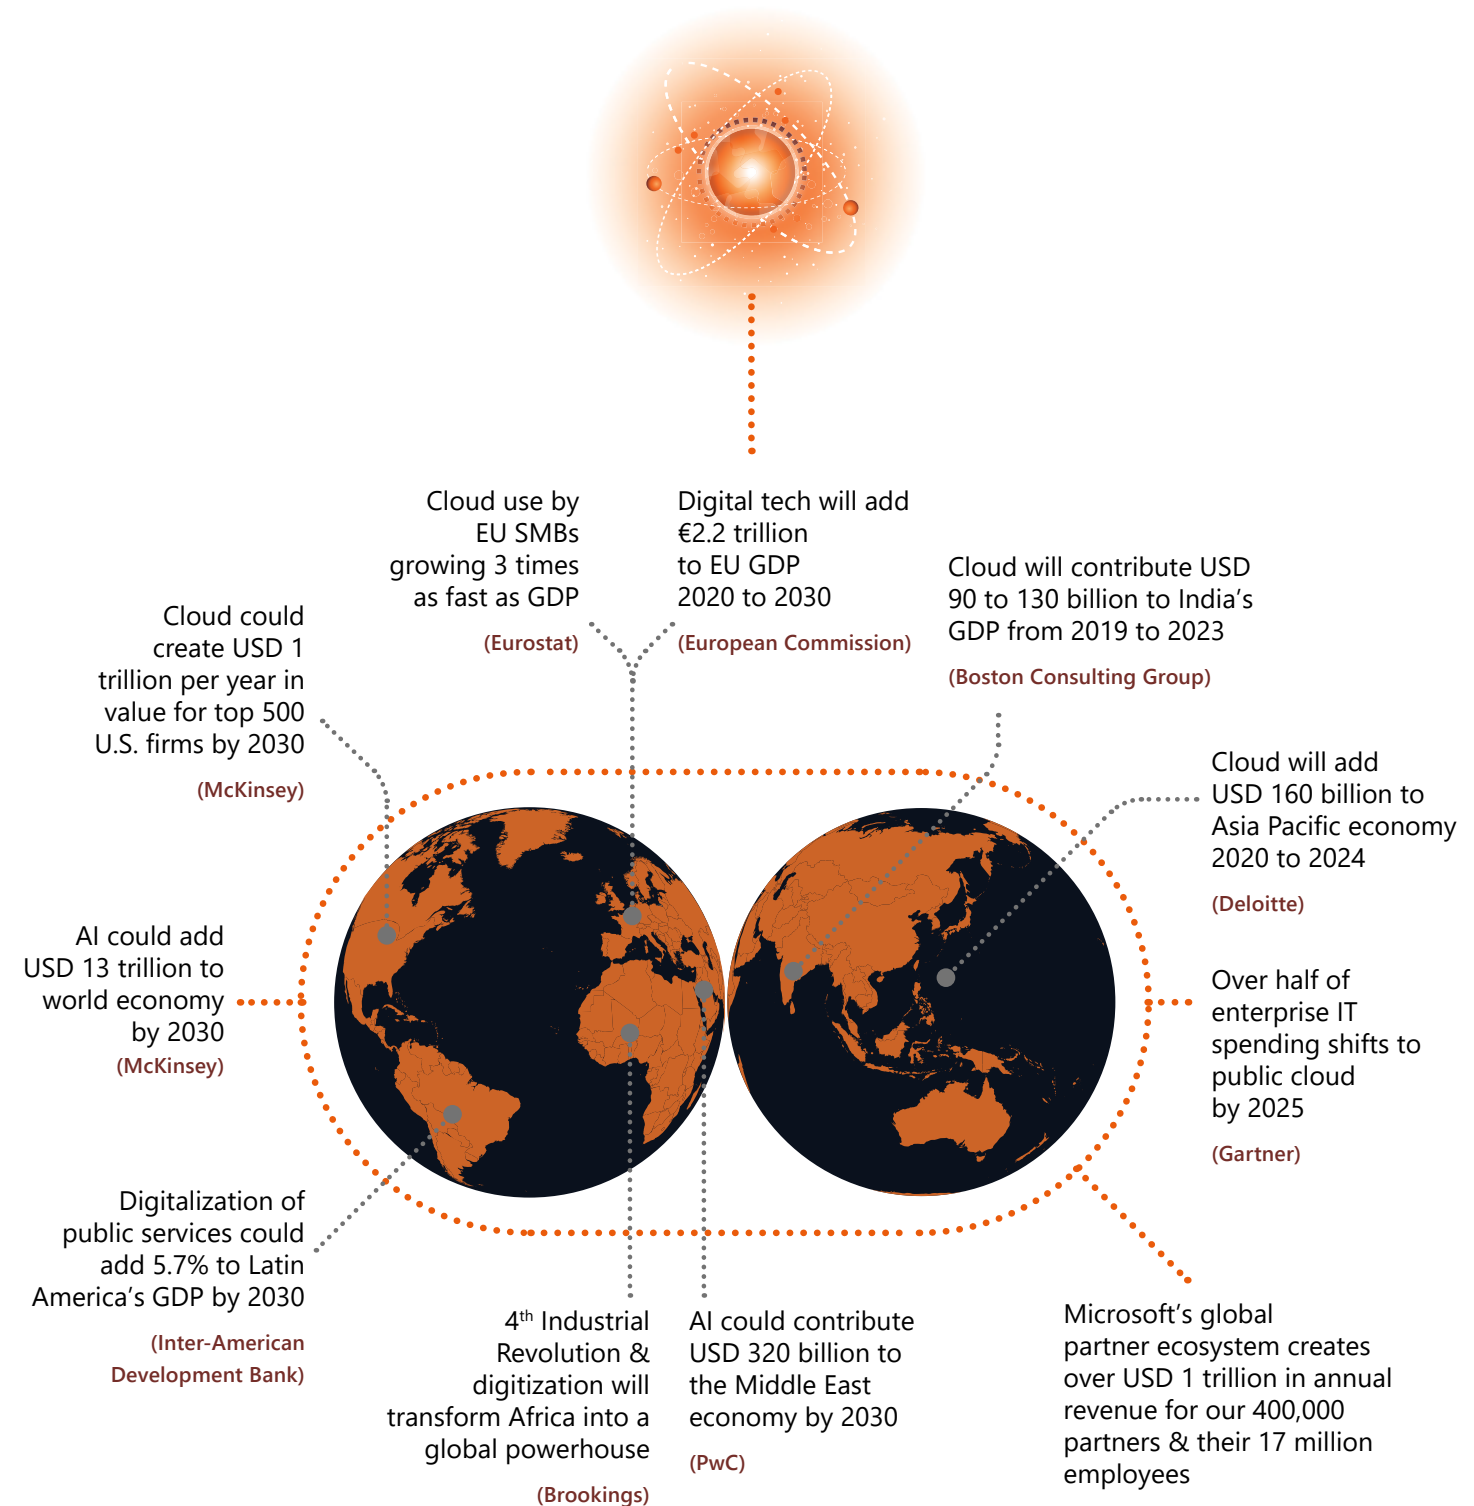 Cloud use by
EU SMBs
growing 3 times
as fast as GDP
(Eurostat)
Digital tech will add
€2.2 trillion
to EU GDP
2020 to 2030
(European Commission)
Cloud will contribute USD
90 to 130 billion to India’s
GDP from 2019 to 2023
(Boston Consulting Group)
Cloud could
create USD 1
trillion per year in
value for top 500
U.S. firms by 2030
(McKinsey)
Cloud will add
USD 160 billion to
Asia Pacific economy
2020 to 2024
(Deloitte)
AI could add
USD 13 trillion to
world economy
by 2030
(McKinsey)
Over half of
enterprise IT
spending shifts to
public cloud
by 2025
(Gartner)
Digitalization of
public services could
add 5.7% to Latin
America’s GDP by 2030
(Inter-American
Development Bank)
4th Industrial
Revolution &
digitization will
transform Africa into a
global powerhouse
(Brookings)
AI could contribute
USD 320 billion to
the Middle East
economy by 2030
(PwC)
Microsoft’s global
partner ecosystem creates
over USD 1 trillion in annual
revenue for our 400,000
partners & their 17 million
employees